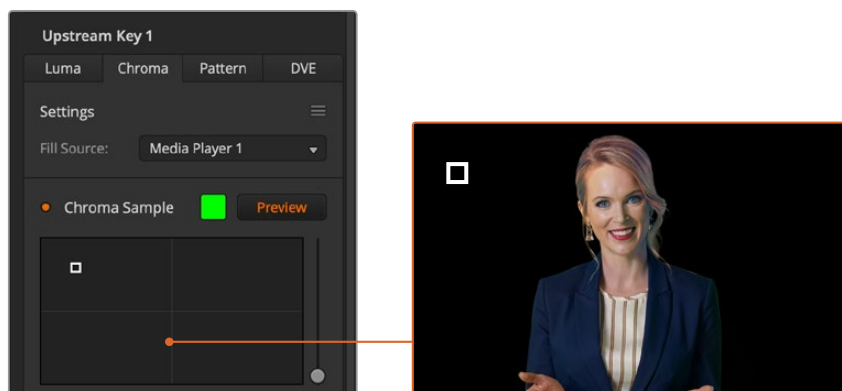 Upstream Key 1
Luma Chroma Pattern DVE
Settings
Fill Source: Media Player 1
Chroma Sample Preview